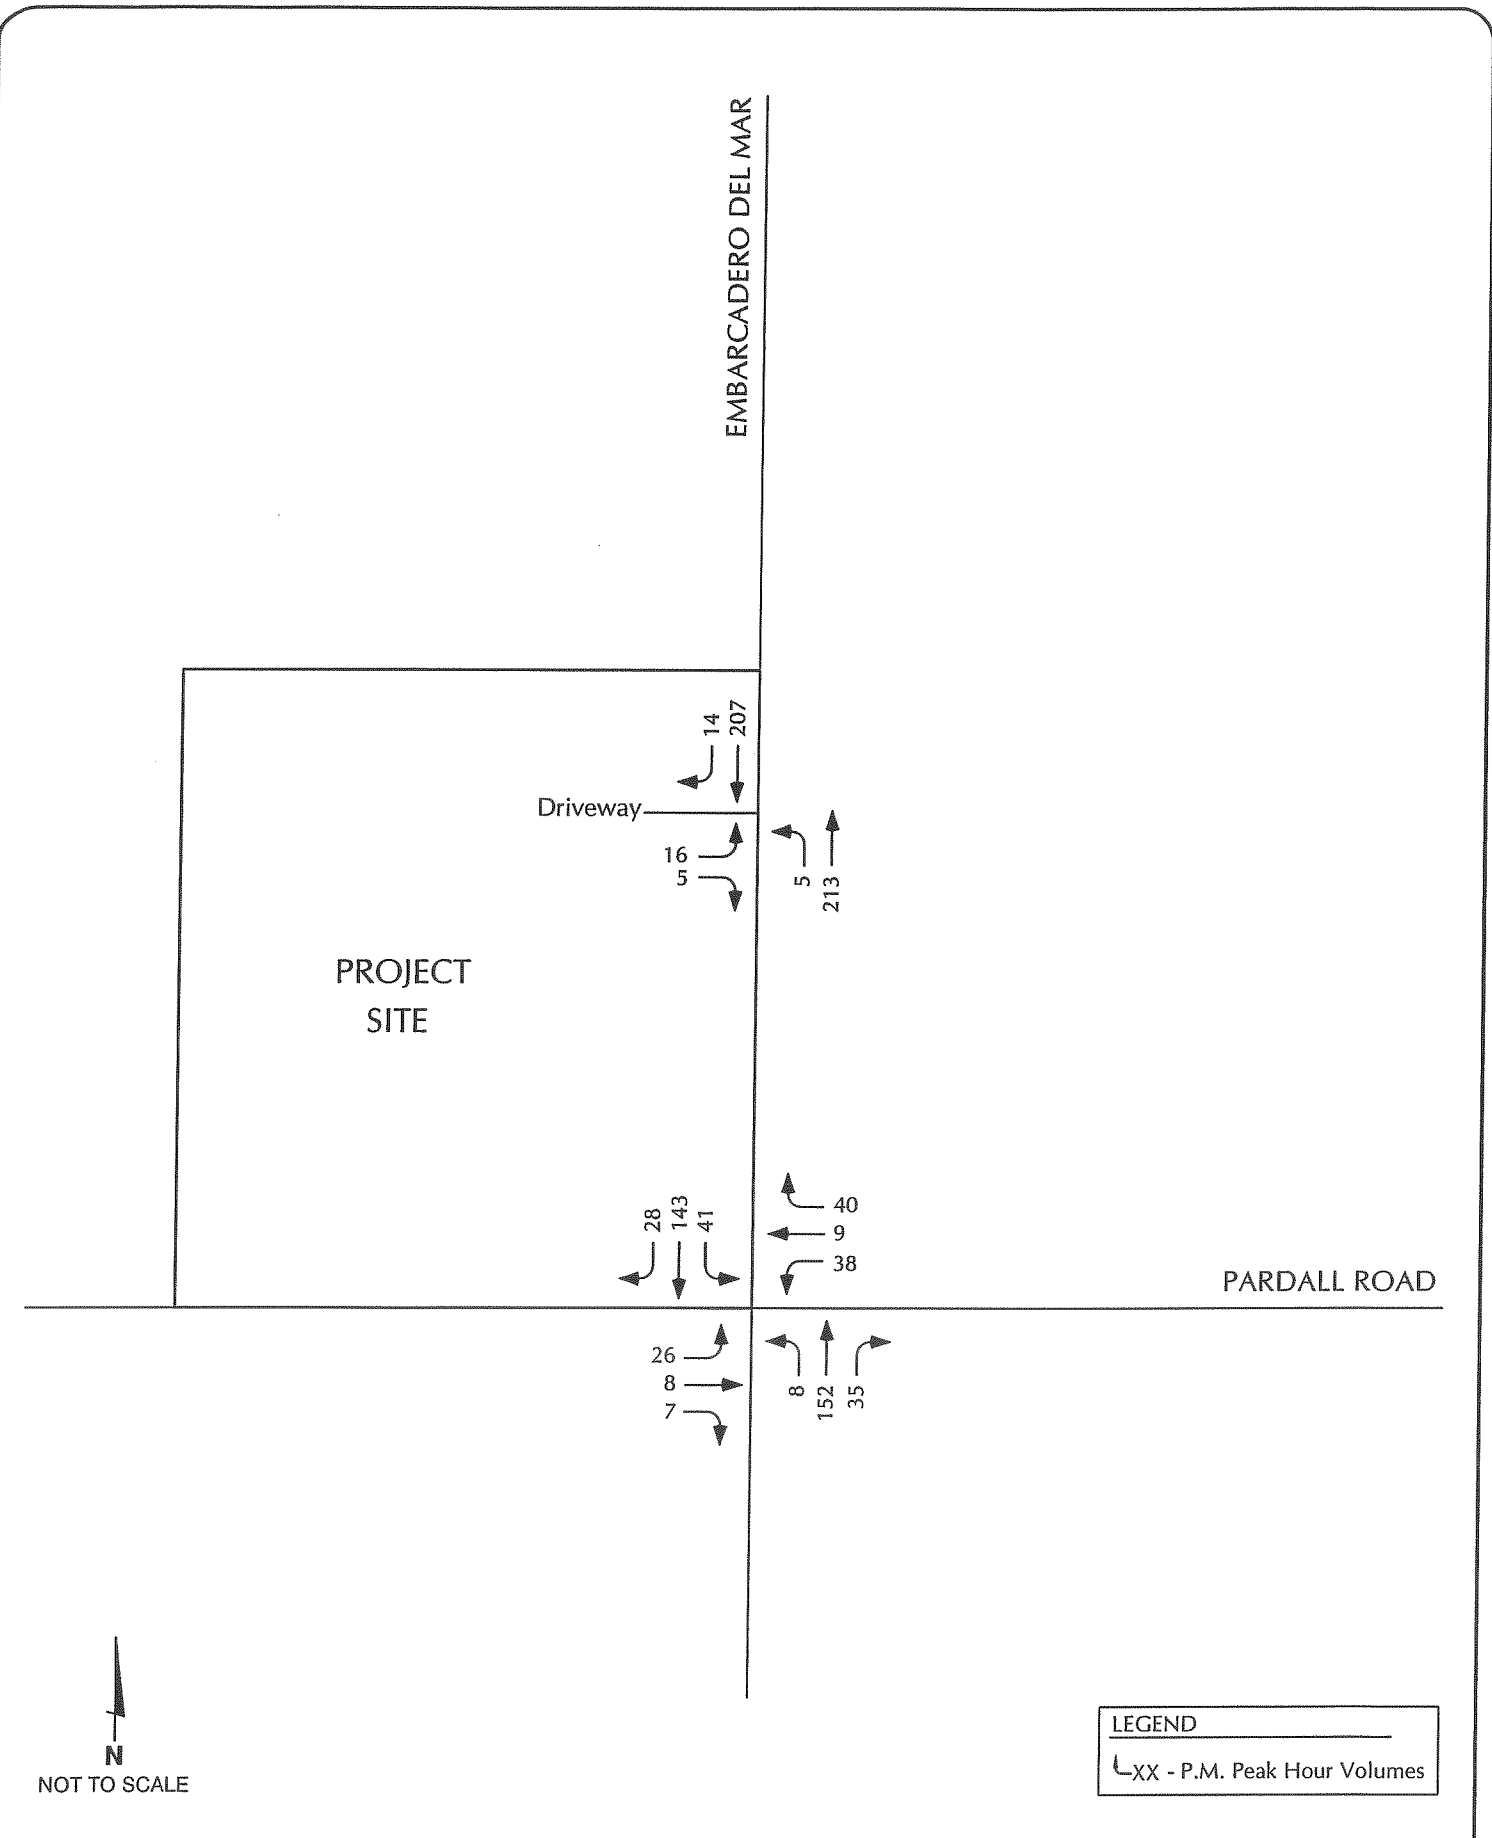 EMBARCADERO DEL MAR
14
207
Driveway
16
5
5
213
PROJECT
SITE
28
143
41
40
9
38
PARDALL ROAD
26
8
7
8
152
35
N
NOT TO SCALE
LEGEND
XX - P.M. Peak Hour Volumes